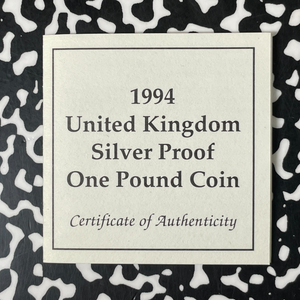 1994
United Kingdom
Silver Proof
One Pound Coin
Certificate of Authenticity